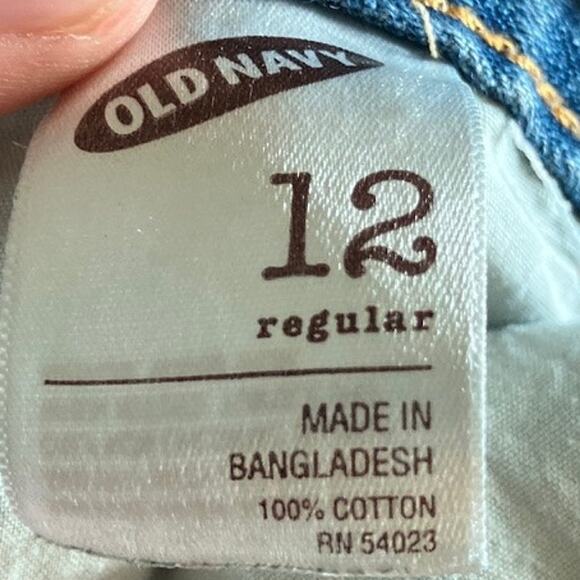 OLD NAVY
12
regular
MADE IN
BANGLADESH
100% COTTON
RN 54023